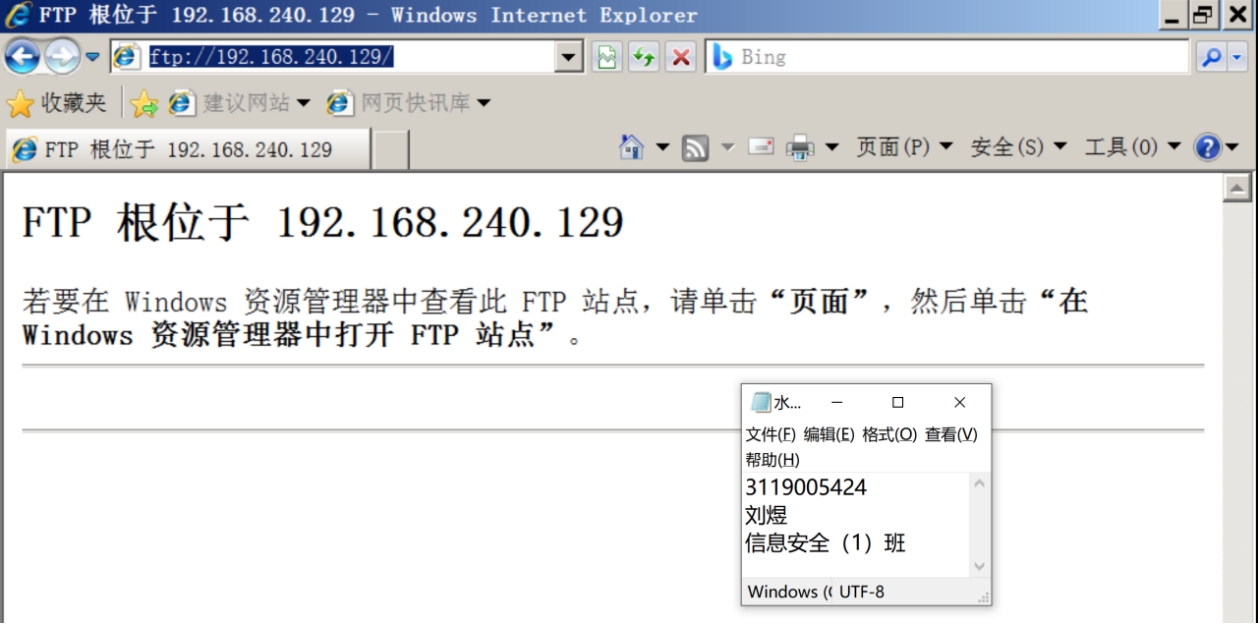 FTP 根位于 192.168.240.129 - Windows Internet Explorer
ftp://192.168.240.129/
Bing
收藏夹 建议网站 网页快讯库
FTP 根位于 192.168.240.129
页面(P) 安全(S) 工具(O)
FTP 根位于 192.168.240.129
若要在 Windows 资源管理器中查看此 FTP 站点，请单击“页面”，然后单击“在
Windows 资源管理器中打开 FTP 站点”。
水...
文件(F) 编辑(E) 格式(O) 查看(V)
帮助(H)
3119005424
刘煜
信息安全（1）班
Windows (C UTF-8